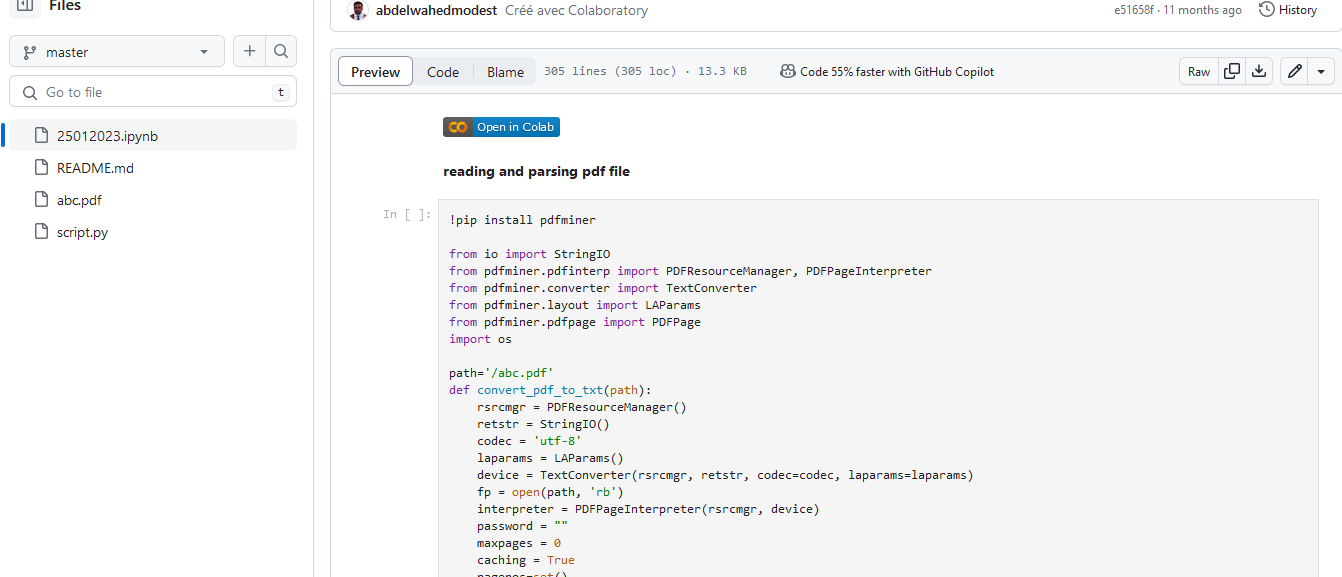 Files
master
Go to file
t
25012023.ipynb
README.md
abc.pdf
script.py
abdelwahedmodest Créé avec Colaboratory
e51658f · 11 months ago
History
Preview
Code
Blame
305 lines (305 loc) · 13.3 KB
Code 55% faster with GitHub Copilot
Raw
Open in Colab
reading and parsing pdf file
In [ ]:
!pip install pdfminer
from io import StringIO
from pdfminer.pdfinterp import PDFResourceManager, PDFPageInterpreter
from pdfminer.converter import TextConverter
from pdfminer.layout import LAParams
from pdfminer.pdfpage import PDFPage
import os
path='/abc.pdf'
def convert_pdf_to_txt(path):
    rsrcmgr = PDFResourceManager()
    retstr = StringIO()
    codec = 'utf-8'
    laparams = LAParams()
    device = TextConverter(rsrcmgr, retstr, codec=codec, laparams=laparams)
    fp = open(path, 'rb')
    interpreter = PDFPageInterpreter(rsrcmgr, device)
    password = ""
    maxpages = 0
    caching = True
    pagenos=set()